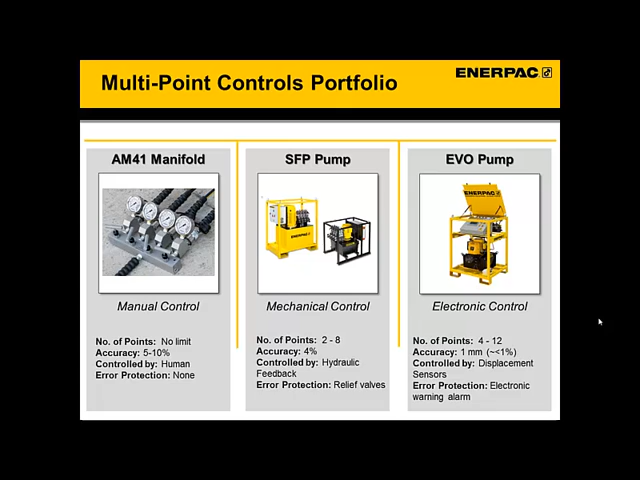 Multi-Point Controls Portfolio
ENERPAC
AM41 Manifold
Manual Control
No. of Points: No limit
Accuracy: 5-10%
Controlled by: Human
Error Protection: None
SFP Pump
ENERPAC
Mechanical Control
No. of Points: 2 - 8
Accuracy: 4%
Controlled by: Hydraulic
Feedback
Error Protection: Relief valves
EVO Pump
ENERPAC
Electronic Control
No. of Points: 4 - 12
Accuracy: 1 mm (~<1%)
Controlled by: Displacement
Sensors
Error Protection: Electronic
warning alarm